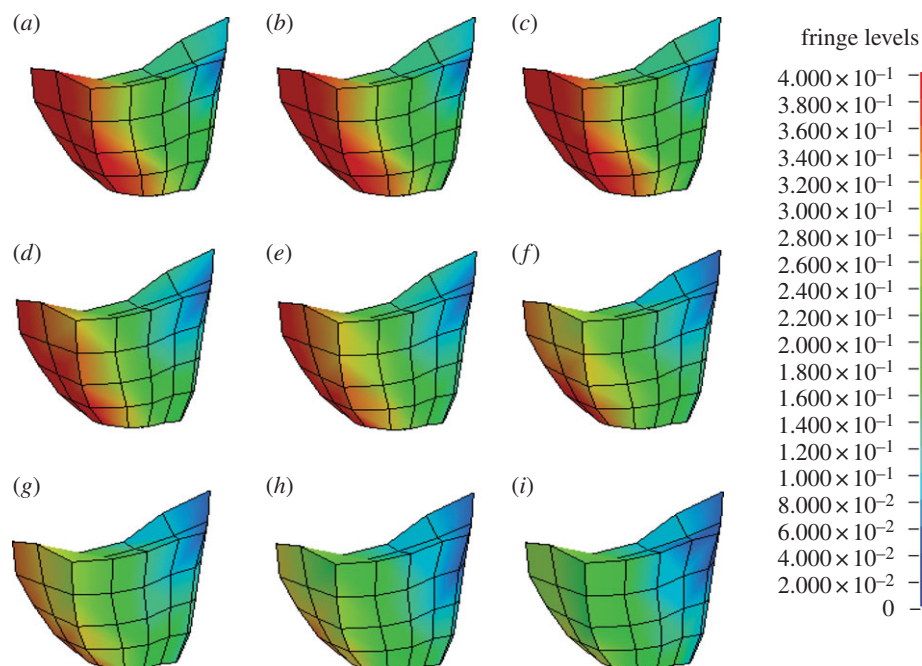 (a) (b) (c) fringe levels
4.000 × 10⁻¹
3.800 × 10⁻¹
3.600 × 10⁻¹
3.400 × 10⁻¹
3.200 × 10⁻¹
3.000 × 10⁻¹
(d) (e) (f) 2.800 × 10⁻¹
2.600 × 10⁻¹
2.400 × 10⁻¹
2.200 × 10⁻¹
2.000 × 10⁻¹
1.800 × 10⁻¹
1.600 × 10⁻¹
1.400 × 10⁻¹
1.200 × 10⁻¹
1.000 × 10⁻¹
(g) (h) (i) 8.000 × 10⁻²
6.000 × 10⁻²
4.000 × 10⁻²
2.000 × 10⁻²
0